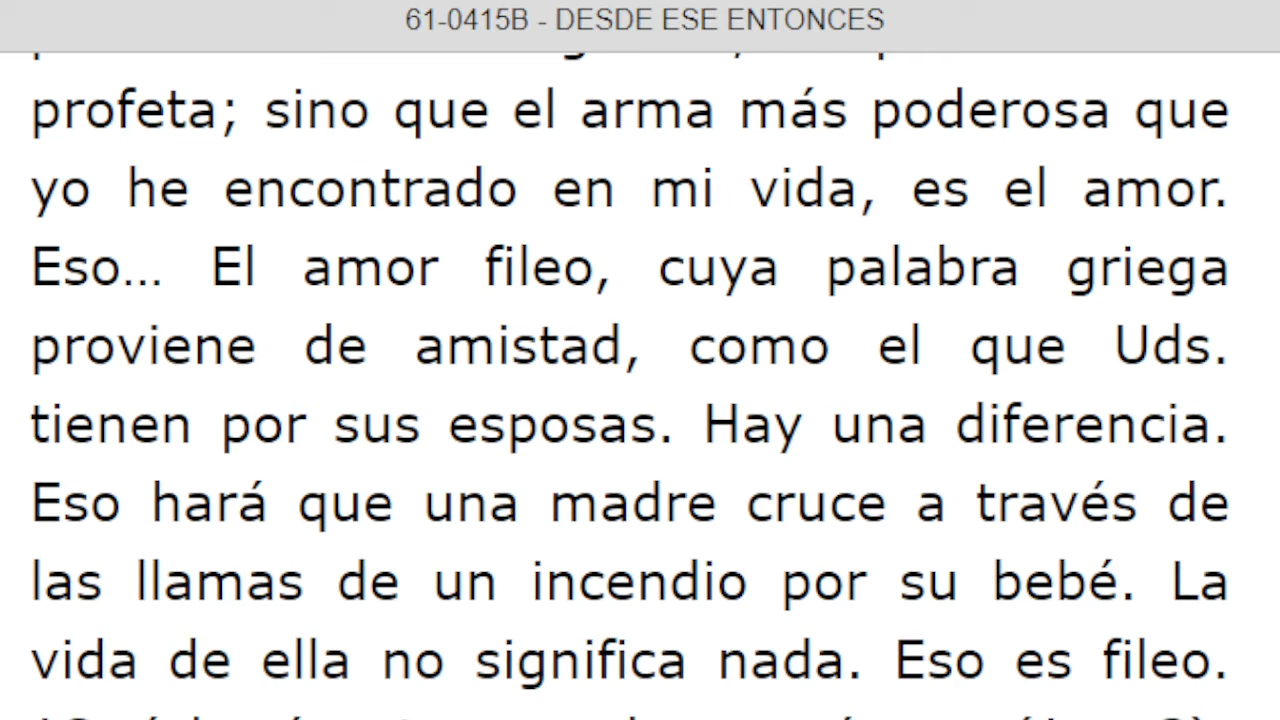 61-0415B - DESDE ESE ENTONCES
profeta; sino que el arma más poderosa que
yo he encontrado en mi vida, es el amor.
Eso... El amor fileo, cuya palabra griega
proviene de amistad, como el que Uds.
tienen por sus esposas. Hay una diferencia.
Eso hará que una madre cruce a través de
las llamas de un incendio por su bebé. La
vida de ella no significa nada. Eso es fileo.